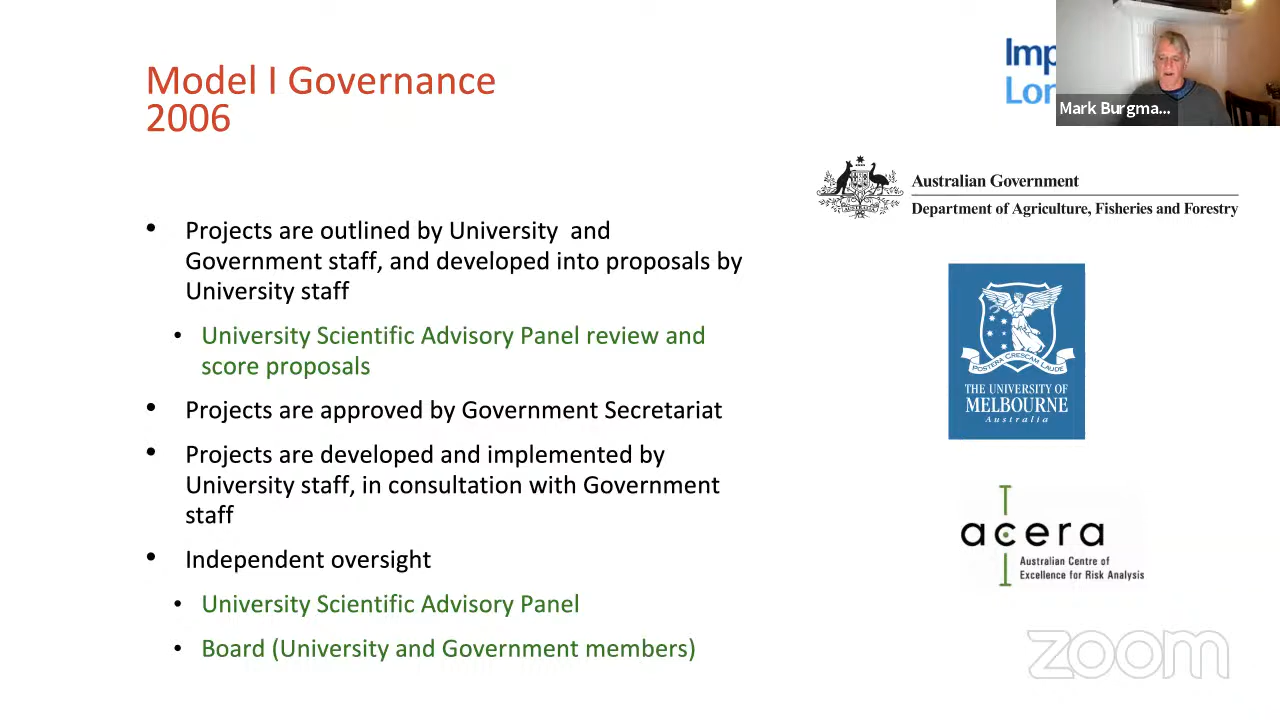 Model I Governance
2006
Imp
Lon
Mark Burgma...
Australian Government
Department of Agriculture, Fisheries and Forestry
• Projects are outlined by University and
Government staff, and developed into proposals by
University staff
• University Scientific Advisory Panel review and
score proposals
• Projects are approved by Government Secretariat
• Projects are developed and implemented by
University staff, in consultation with Government
staff
• Independent oversight
• University Scientific Advisory Panel
• Board (University and Government members)
POSTERA CRESCAM LAUDE
THE UNIVERSITY OF
MELBOURNE
Australia
acera
Australian Centre of
Excellence for Risk Analysis
zoom